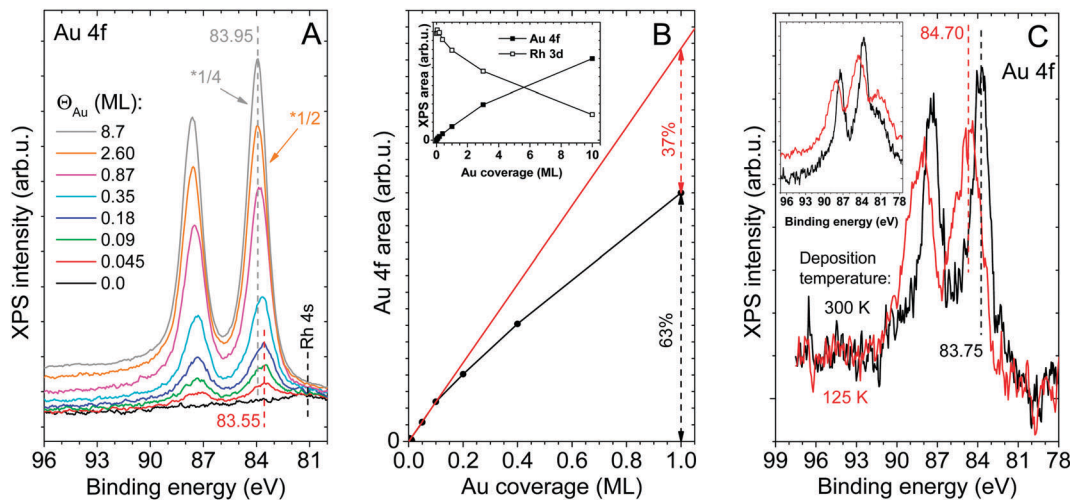 Au 4f
A
83.95
*1/4
*1/2
Θ_Au (ML):
8.7
2.60
0.87
0.35
0.18
0.09
0.045
0.0
Rh 4s
83.55
XPS intensity (arb.u.)
96 93 90 87 84 81
Binding energy (eV)
B
Au 4f
Rh 3d
XPS area (arb.u.)
0
0 2 4 6 8 10
Au coverage (ML)
37%
63%
Au 4f area (arb.u.)
0
0.0 0.2 0.4 0.6 0.8 1.0
Au coverage (ML)
C
84.70
Au 4f
96 93 90 87 84 81 78
Binding energy (eV)
Deposition
temperature:
300 K
125 K
83.75
XPS intensity (arb.u.)
99 96 93 90 87 84 81 78
Binding energy (eV)